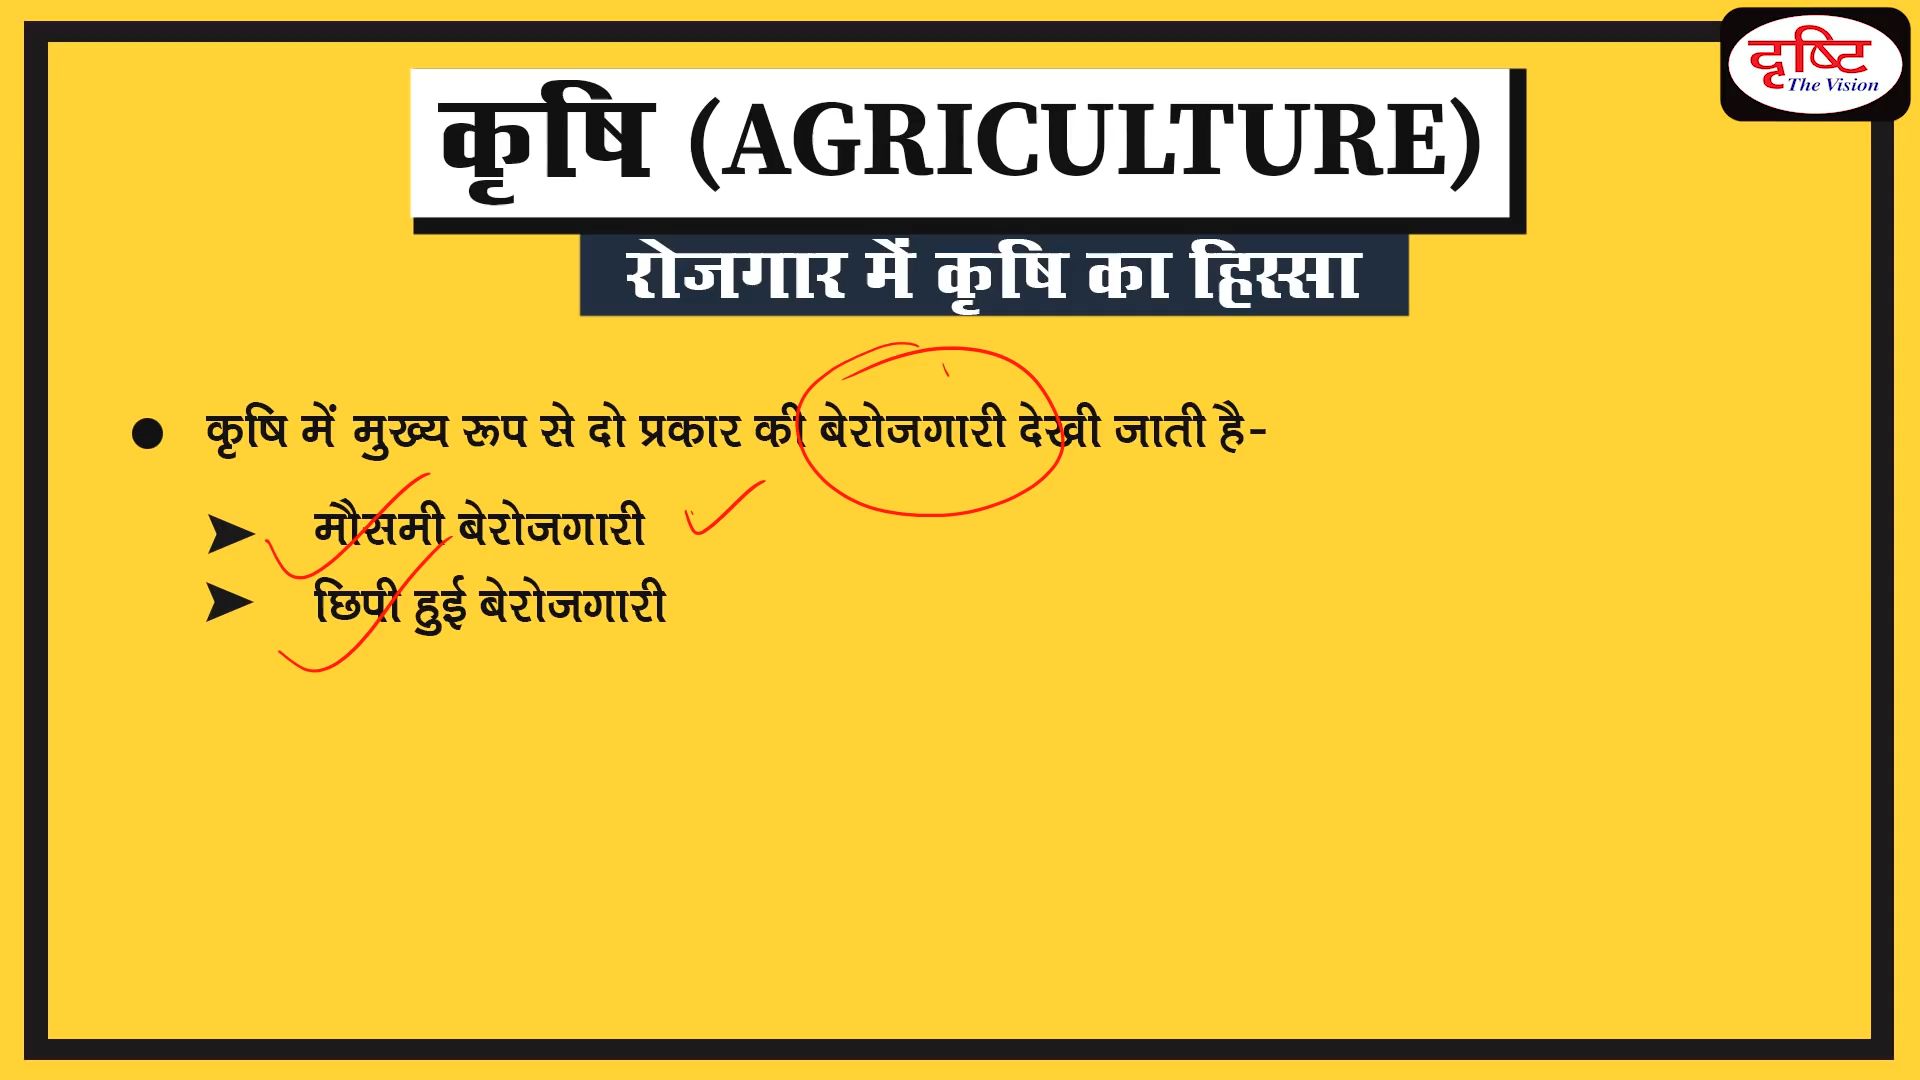 दृष्टि
The Vision
कृषि (AGRICULTURE)
रोजगार में कृषि का हिस्सा
● कृषि में मुख्य रूप से दो प्रकार की बेरोजगारी देखी जाती है-
➤ मौसमी बेरोजगारी
➤ छिपी हुई बेरोजगारी